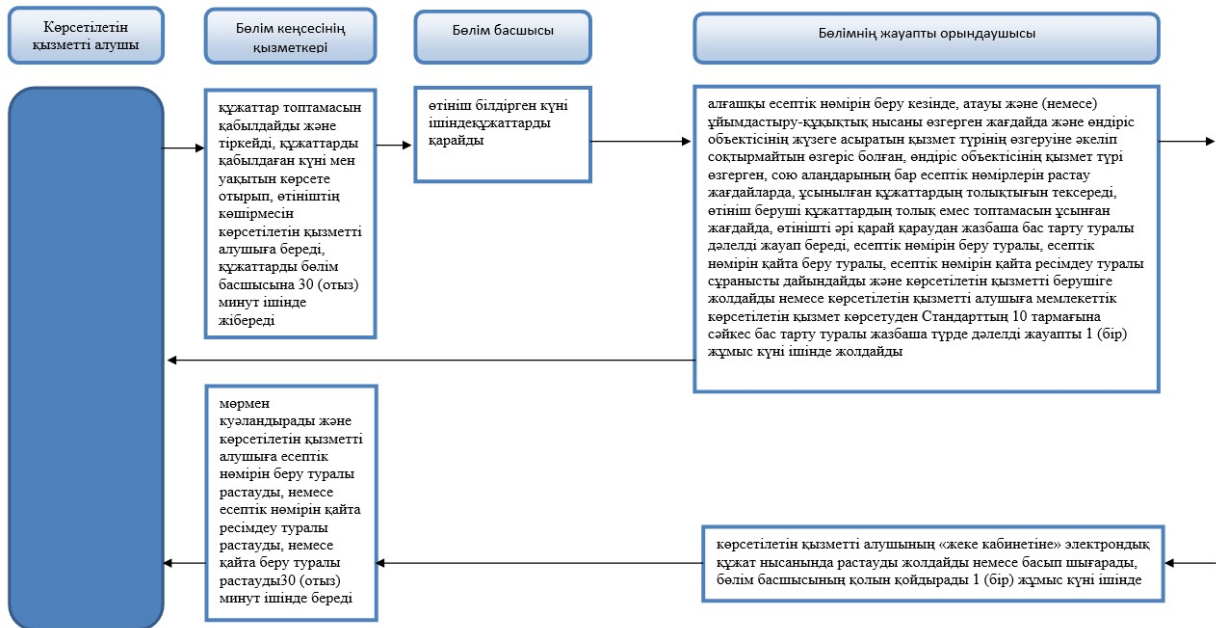 Көрсетілетін
қызметті алушы
Бөлім кеңсесінің
қызметкері
Бөлім басшысы
Бөлімнің жауапты орындаушысы
құжаттар топтамасын
қабылдайды және
тіркейді, құжаттарды
қабылдаған күні мен
уақытын көрсете
отырып, өтініштің
көшірмесін
көрсетілетін қызметті
алушыға береді,
құжаттарды бөлім
басшысына 30 (отыз)
минут ішінде
жібереді
өтініш білдірген күні
ішіндеқұжаттарды
қарайды
алғашқы есептік нөмірін беру кезінде, атауы және (немесе)
ұйымдастыру-құқықтық нысаны өзгерген жағдайда және өндіріс
объектісінің жүзеге асыратын қызмет түрінің өзгеруіне әкеліп
соқтырмайтын өзгеріс болған, өндіріс объектісінің қызмет түрі
өзгерген, сою алаңдарының бар есептік нөмірлерін растау
жағдайларда, ұсынылған құжаттардың толықтығын тексереді,
өтініш беруші құжаттардың толық емес топтамасын ұсынған
жағдайда, өтінішті әрі қарай қараудан жазбаша бас тарту туралы
дәлелді жауап береді, есептік нөмірін беру туралы, есептік
нөмірін қайта беру туралы, есептік нөмірін қайта ресімдеу туралы
сұранысты дайындайды және көрсетілетін қызметті берушіге
жолдайды немесе көрсетілетін қызметті алушыға мемлекеттік
көрсетілетін қызмет көрсетуден Стандарттың 10 тармағына
сәйкес бас тарту туралы жазбаша түрде дәлелді жауапты 1 (бір)
жұмыс күні ішінде жолдайды
мөрмен
куәландырады және
көрсетілетін қызметті
алушыға есептік
нөмірін беру туралы
растауды, немесе
есептік нөмірін қайта
ресімдеу туралы
растауды, немесе
қайта беру туралы
растауды30 (отыз)
минут ішінде береді
көрсетілетін қызметті алушының «жеке кабинетіне» электрондық
құжат нысанында растауды жолдайды немесе басып шығарады,
бөлім басшысының қолын қойдырады 1 (бір) жұмыс күні ішінде